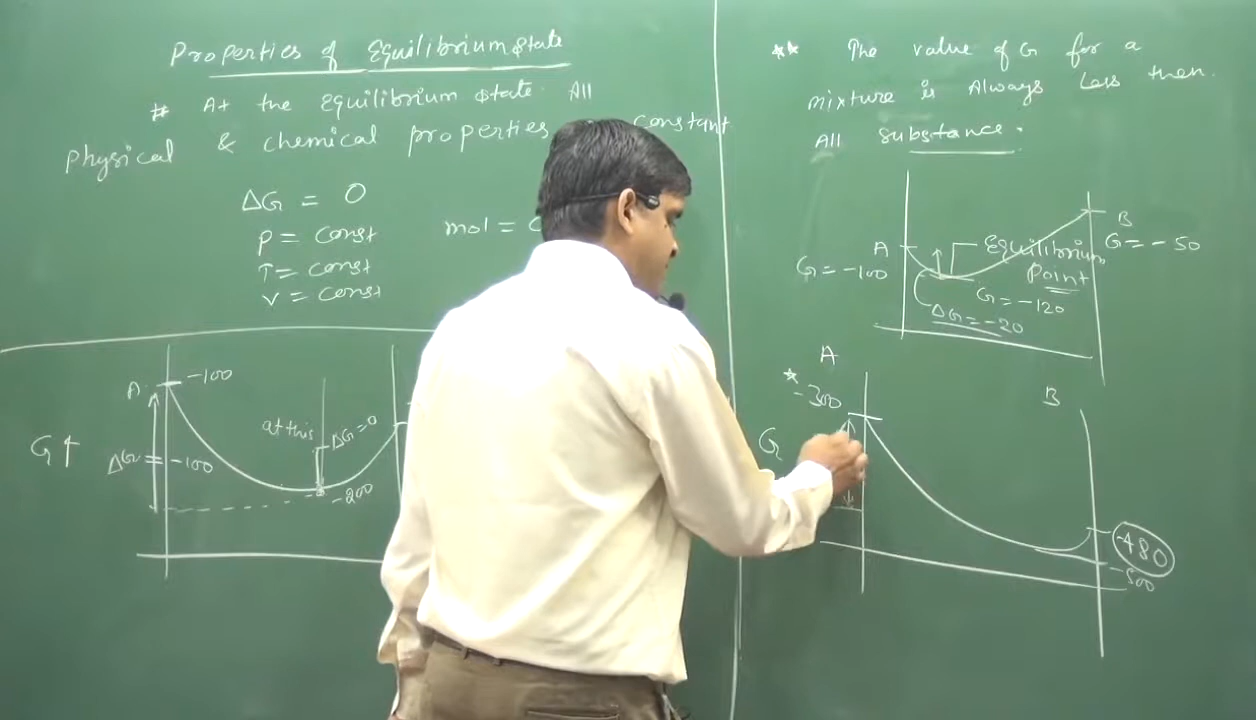 Properties of Equilibrium state
# At the Equilibrium state. All
physical & chemical properties constant
ΔG = 0
P = const
mol =
T = const
V = const
A
-100
G↑
ΔG = -100
at this
ΔG=0
-200
** The value of G for a
mixture is Always Less then
All substance.
A
G = -100
Equilibrium
Point
B
G = -50
G = -120
ΔG = -20
*
A
-300
B
G
-480
-500